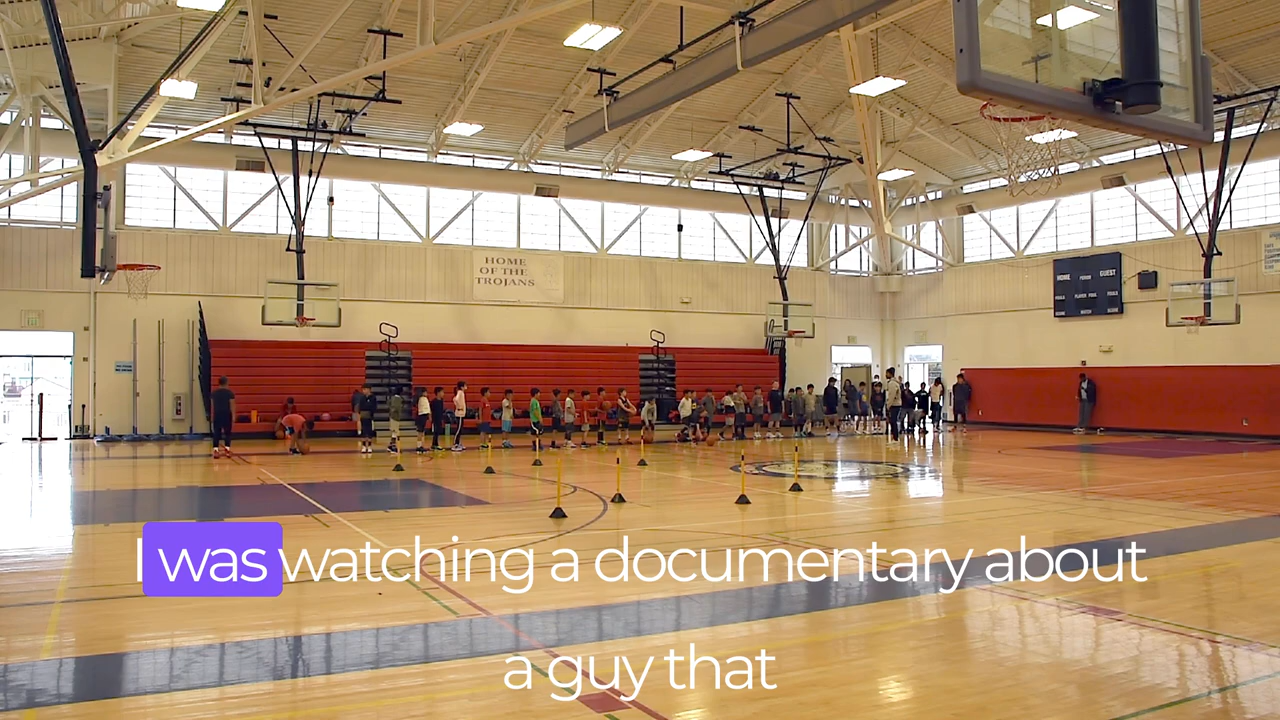 HOME
OF THE
TROJANS
HOME
GUEST
I was watching a documentary about
a guy that